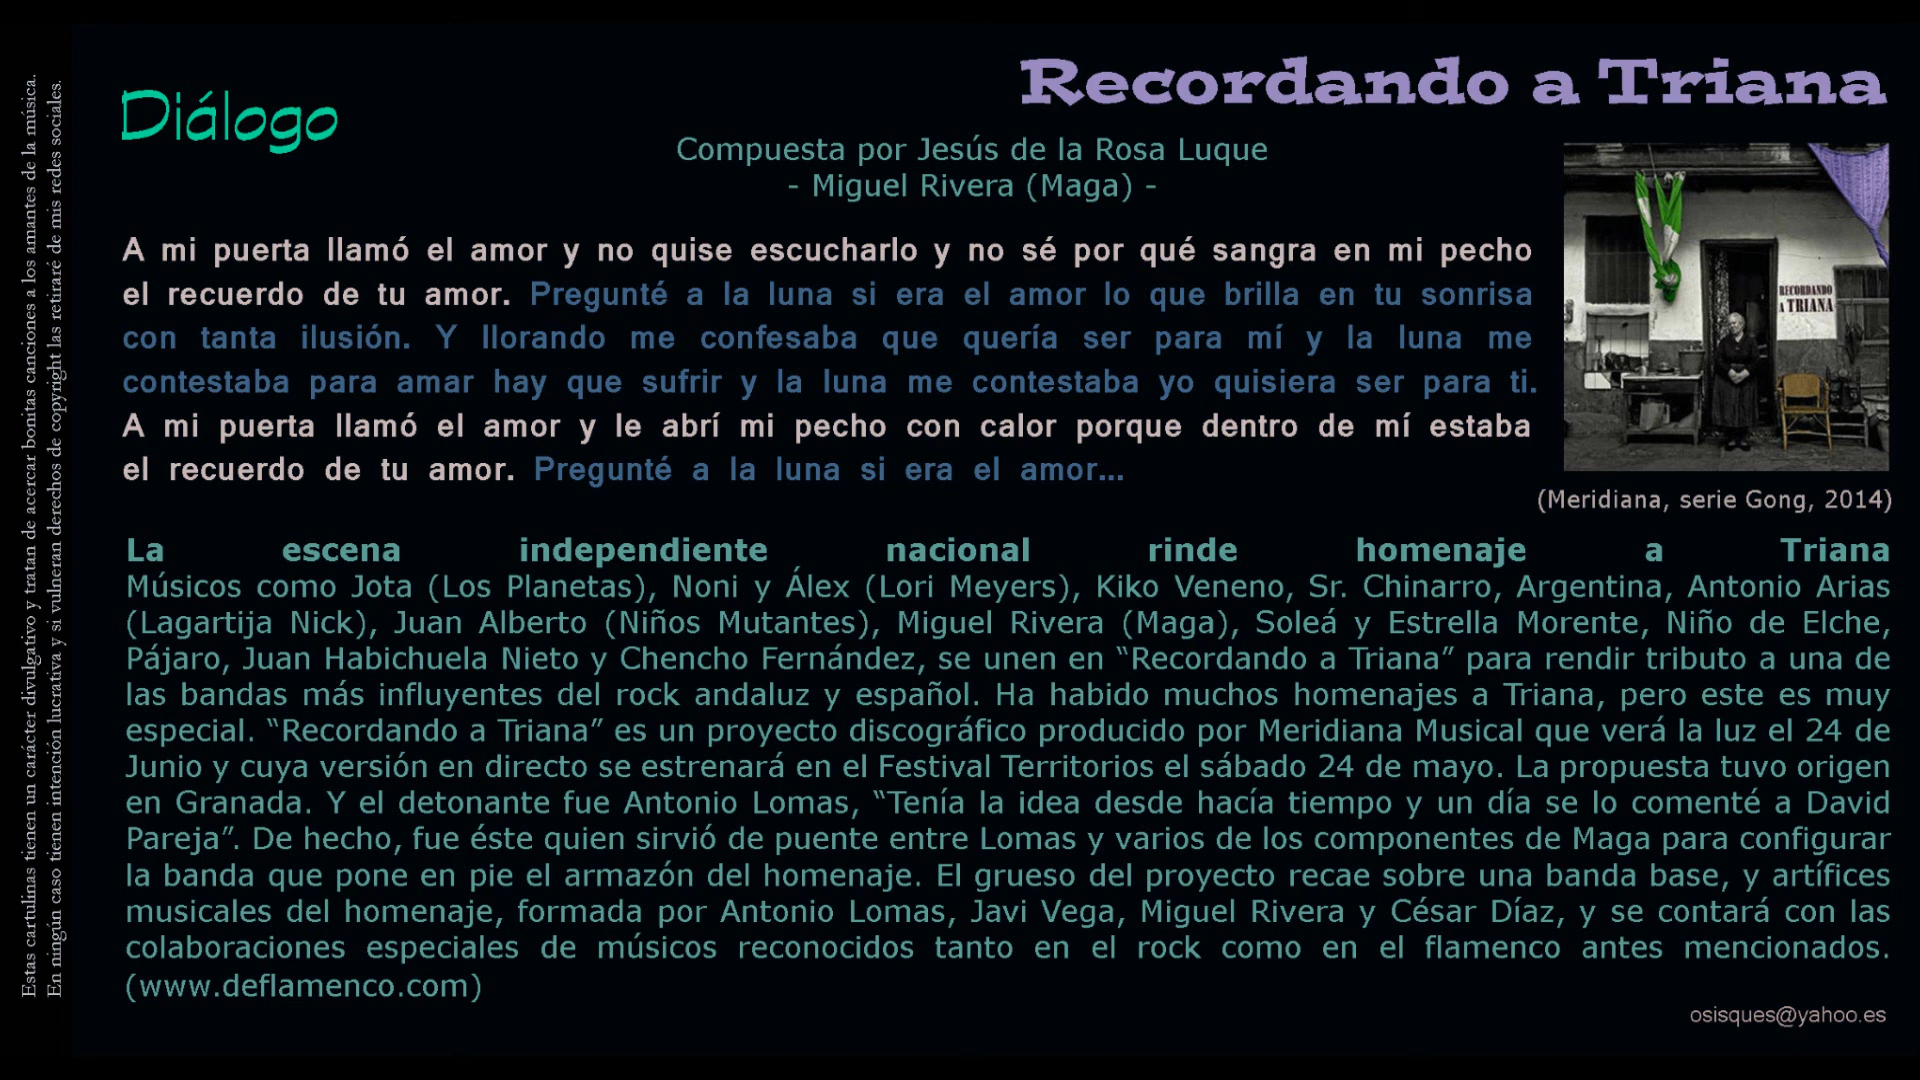 Estas cartulinas tienen un carácter divulgativo y tratan de acercar bonitas canciones a los amantes de la música.
En ningún caso tienen intención lucrativa y si vulneran derechos de copyright las retiraré de mis redes sociales.
Diálogo
Recordando a Triana
Compuesta por Jesús de la Rosa Luque
- Miguel Rivera (Maga) -
A mi puerta llamó el amor y no quise escucharlo y no sé por qué sangra en mi pecho
el recuerdo de tu amor. Pregunté a la luna si era el amor lo que brilla en tu sonrisa
con tanta ilusión. Y llorando me confesaba que quería ser para mí y la luna me
contestaba para amar hay que sufrir y la luna me contestaba yo quisiera ser para ti.
A mi puerta llamó el amor y le abrí mi pecho con calor porque dentro de mí estaba
el recuerdo de tu amor. Pregunté a la luna si era el amor...
RECORDANDO
A TRIANA
(Meridiana, serie Gong, 2014)
La escena independiente nacional rinde homenaje a Triana
Músicos como Jota (Los Planetas), Noni y Álex (Lori Meyers), Kiko Veneno, Sr. Chinarro, Argentina, Antonio Arias
(Lagartija Nick), Juan Alberto (Niños Mutantes), Miguel Rivera (Maga), Soleá y Estrella Morente, Niño de Elche,
Pájaro, Juan Habichuela Nieto y Chencho Fernández, se unen en “Recordando a Triana” para rendir tributo a una de
las bandas más influyentes del rock andaluz y español. Ha habido muchos homenajes a Triana, pero este es muy
especial. “Recordando a Triana” es un proyecto discográfico producido por Meridiana Musical que verá la luz el 24 de
Junio y cuya versión en directo se estrenará en el Festival Territorios el sábado 24 de mayo. La propuesta tuvo origen
en Granada. Y el detonante fue Antonio Lomas, “Tenía la idea desde hacía tiempo y un día se lo comenté a David
Pareja”. De hecho, fue éste quien sirvió de puente entre Lomas y varios de los componentes de Maga para configurar
la banda que pone en pie el armazón del homenaje. El grueso del proyecto recae sobre una banda base, y artífices
musicales del homenaje, formada por Antonio Lomas, Javi Vega, Miguel Rivera y César Díaz, y se contará con las
colaboraciones especiales de músicos reconocidos tanto en el rock como en el flamenco antes mencionados.
(www.deflamenco.com)
osisques@yahoo.es